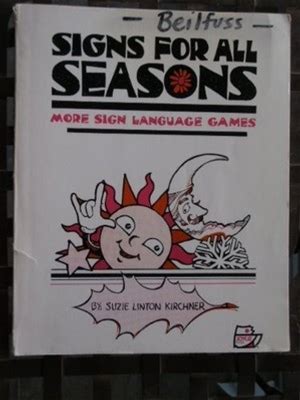 Beilfuss
SIGNS FOR ALL
SEASONS
MORE SIGN LANGUAGE GAMES
BY: SUZIE LINTON KIRCHNER